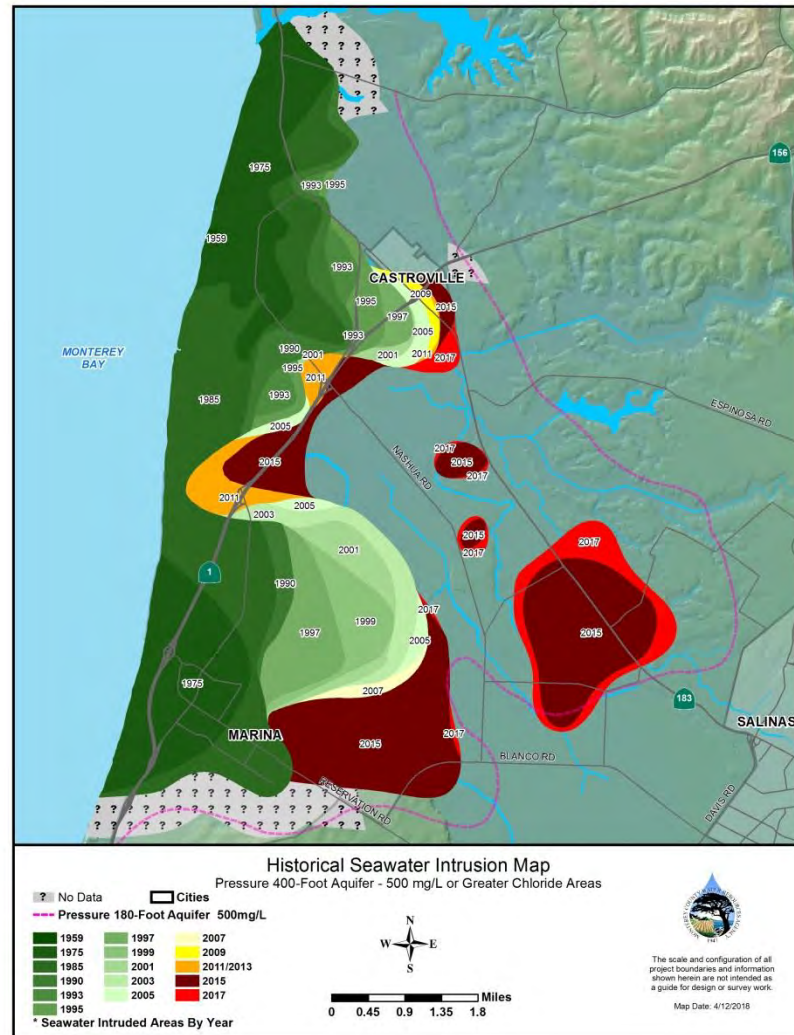 156
1975
1993
1995
1959
1993
CASTROVILLE
2009
1995
2015
1997
1993
2005
MONTEREY
BAY
1990
2001
2001
2011
2017
1995
2011
1993
1985
ESPINOSA RD
2005
NASHUA RD
2017
2015
2015
2017
2011
2005
2003
2015
2017
2017
2001
1
1990
2017
1999
2005
2015
1997
1975
2007
183
SALINAS
MARINA
2017
2015
BLANCO RD
RESERVATION RD
DAVIS RD
Historical Seawater Intrusion Map
Pressure 400-Foot Aquifer - 500 mg/L or Greater Chloride Areas
? No Data
Cities
Pressure 180-Foot Aquifer 500mg/L
1959
1975
1985
1990
1993
1995
1997
1999
2001
2003
2005
2007
2009
2011/2013
2015
2017
* Seawater Intruded Areas By Year
N
W E
S
Miles
0 0.45 0.9 1.35 1.8
MONTEREY COUNTY WATER RESOURCES AGENCY
1947
The scale and configuration of all
project boundaries and information
shown herein are not intended as
a guide for design or survey work.
Map Date: 4/12/2018